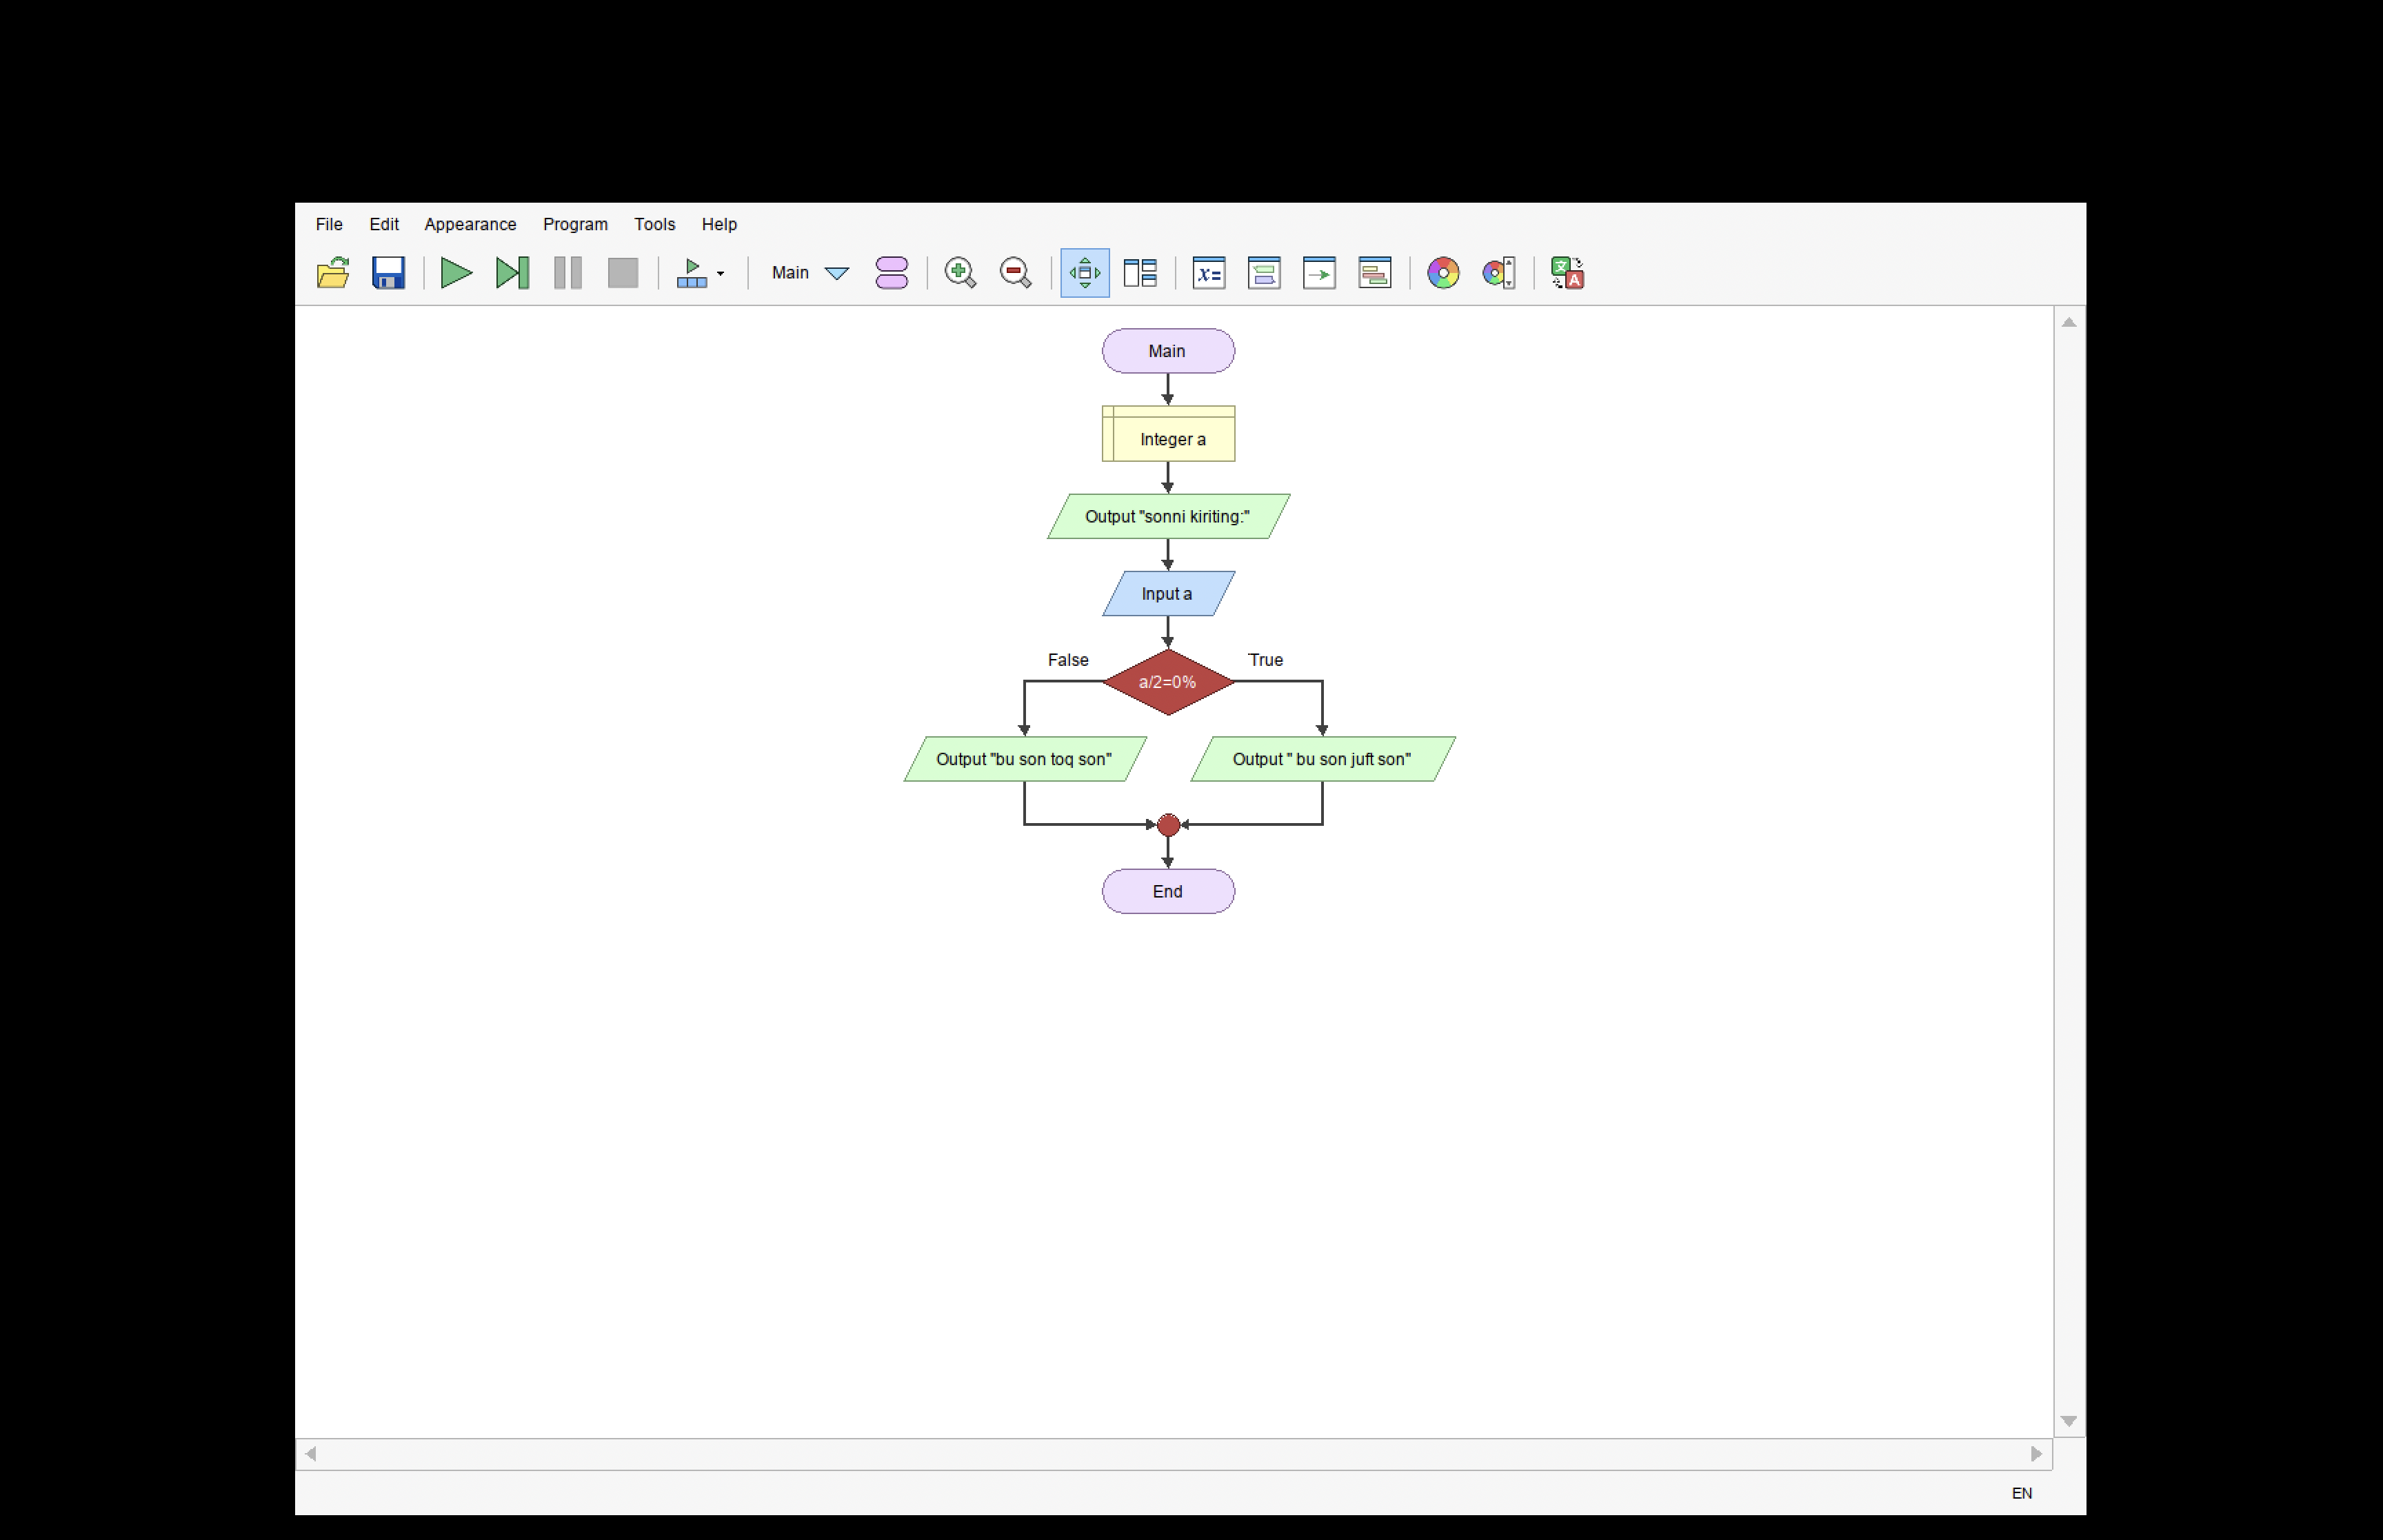 File Edit Appearance Program Tools Help
Main
Main
Integer a
Output "sonni kiriting:"
Input a
False True
a/2=0%
Output "bu son toq son" Output " bu son juft son"
End
EN